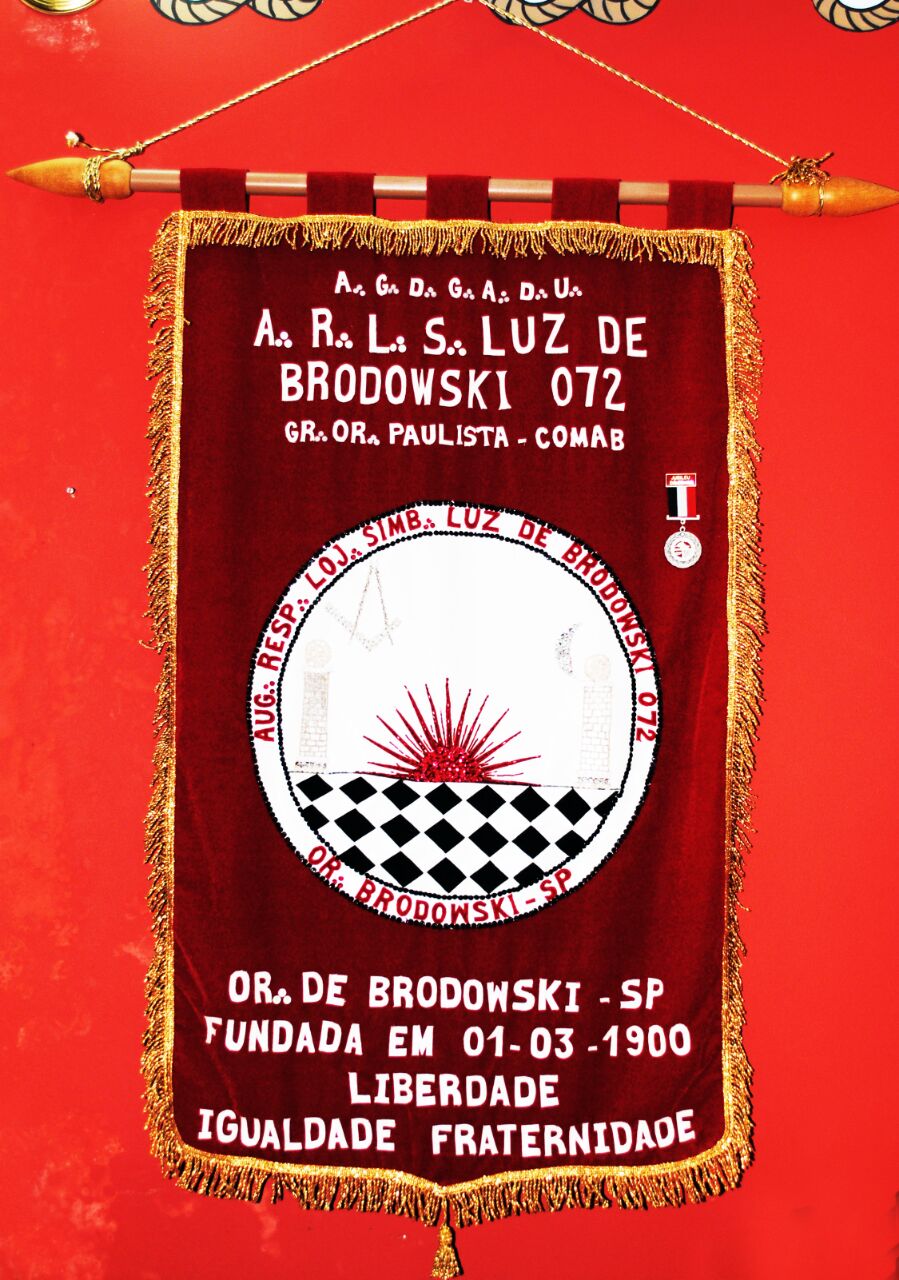 A∴ G∴ D∴ G∴ A∴ D∴ U∴
A∴ R∴ L∴ S∴ LUZ DE
BRODOWSKI 072
GR∴ OR∴ PAULISTA - COMAB
AUG∴ RESP∴ LOJ∴ SIMB∴ LUZ DE BRODOWSKI 072
OR∴ BRODOWSKI - SP
OR∴ DE BRODOWSKI - SP
FUNDADA EM 01-03-1900
LIBERDADE
IGUALDADE FRATERNIDADE